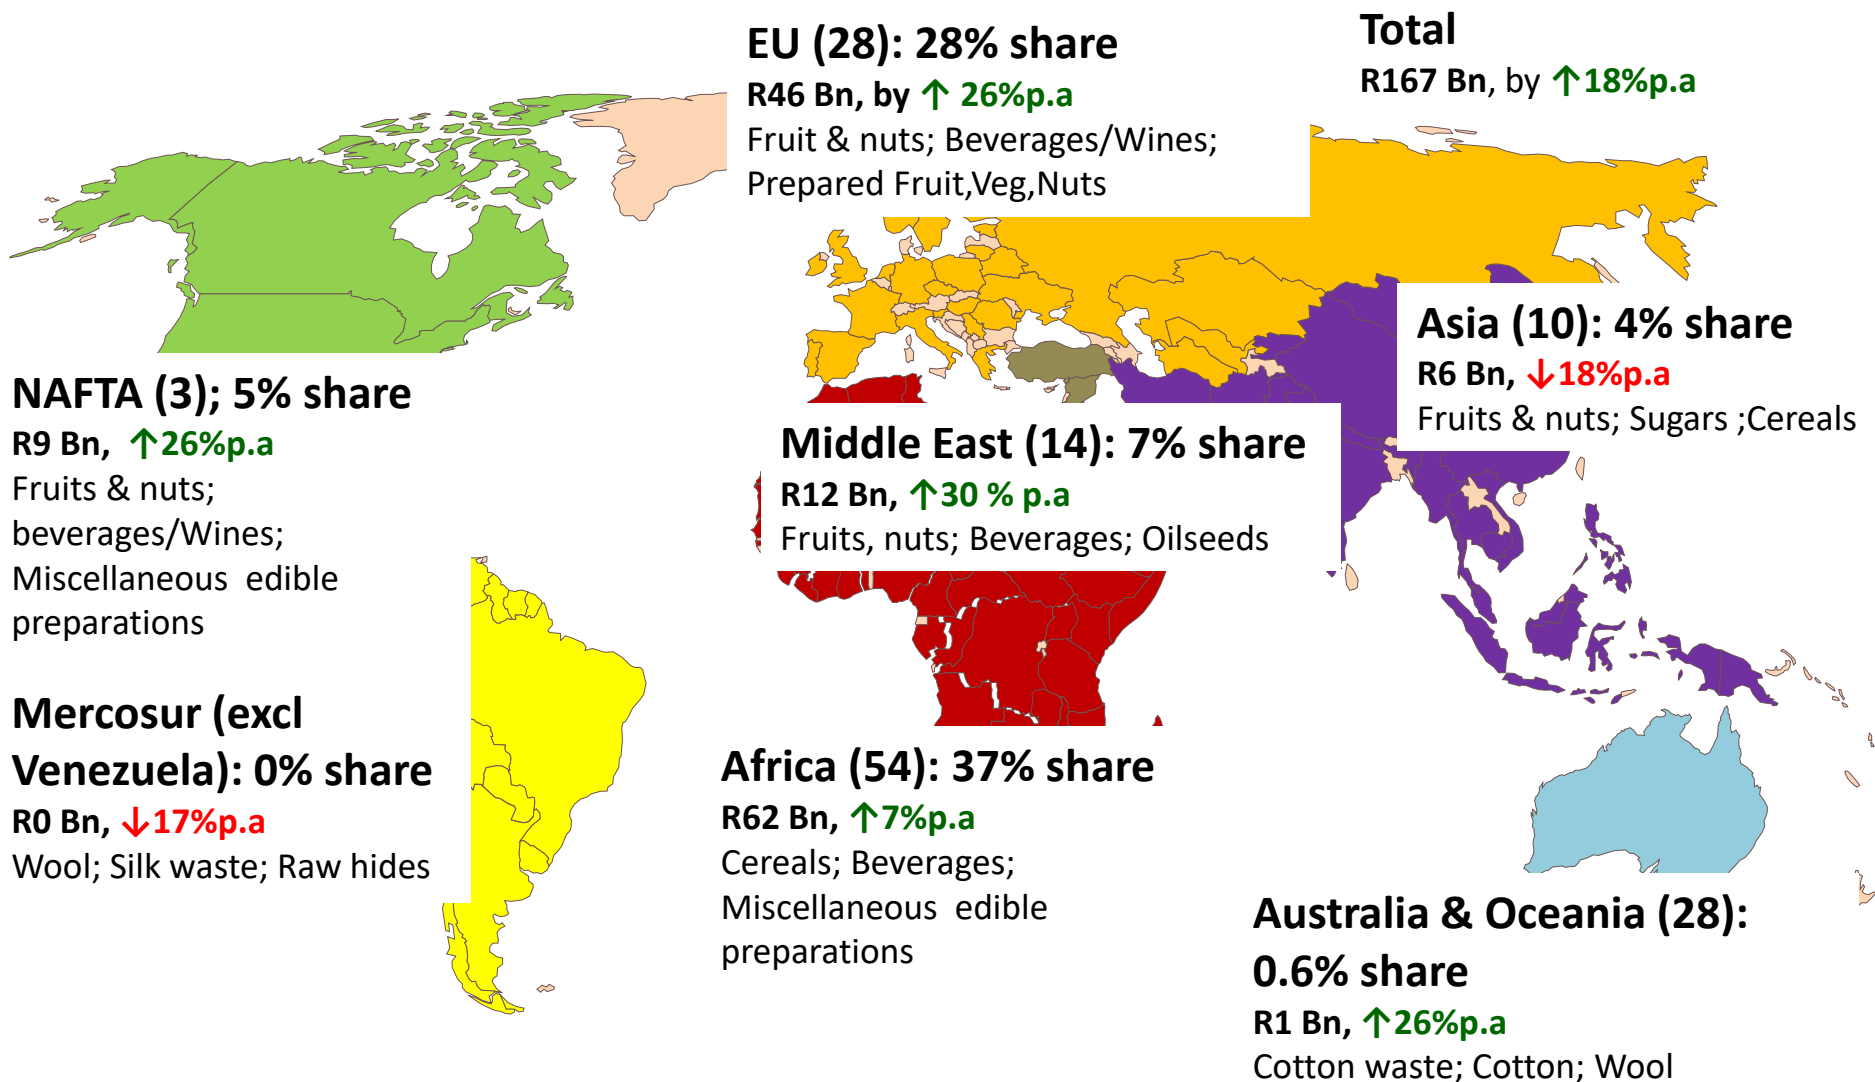 EU (28): 28% share
R46 Bn, by ↑ 26%p.a
Fruit & nuts; Beverages/Wines;
Prepared Fruit,Veg,Nuts
Total
R167 Bn, by ↑18%p.a
Asia (10): 4% share
R6 Bn, ↓18%p.a
Fruits & nuts; Sugars ;Cereals
NAFTA (3); 5% share
R9 Bn, ↑26%p.a
Fruits & nuts;
beverages/Wines;
Miscellaneous edible
preparations
Middle East (14): 7% share
R12 Bn, ↑30 % p.a
Fruits, nuts; Beverages; Oilseeds
Mercosur (excl
Venezuela): 0% share
R0 Bn, ↓17%p.a
Wool; Silk waste; Raw hides
Africa (54): 37% share
R62 Bn, ↑7%p.a
Cereals; Beverages;
Miscellaneous edible
preparations
Australia & Oceania (28):
0.6% share
R1 Bn, ↑26%p.a
Cotton waste; Cotton; Wool